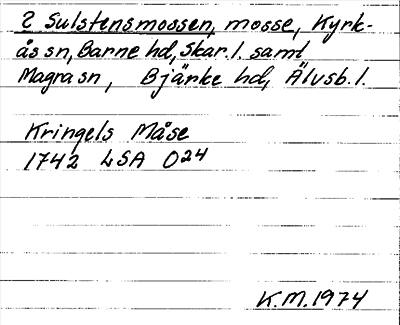 ? Sulstensmossen, mosse, Kyrk-
ås sn, Barne hd, Skar. l. samt
Magra sn, Bjärke hd, Älvsb. l.
Kringels Måse
1742 LSA O24
K.M. 1974